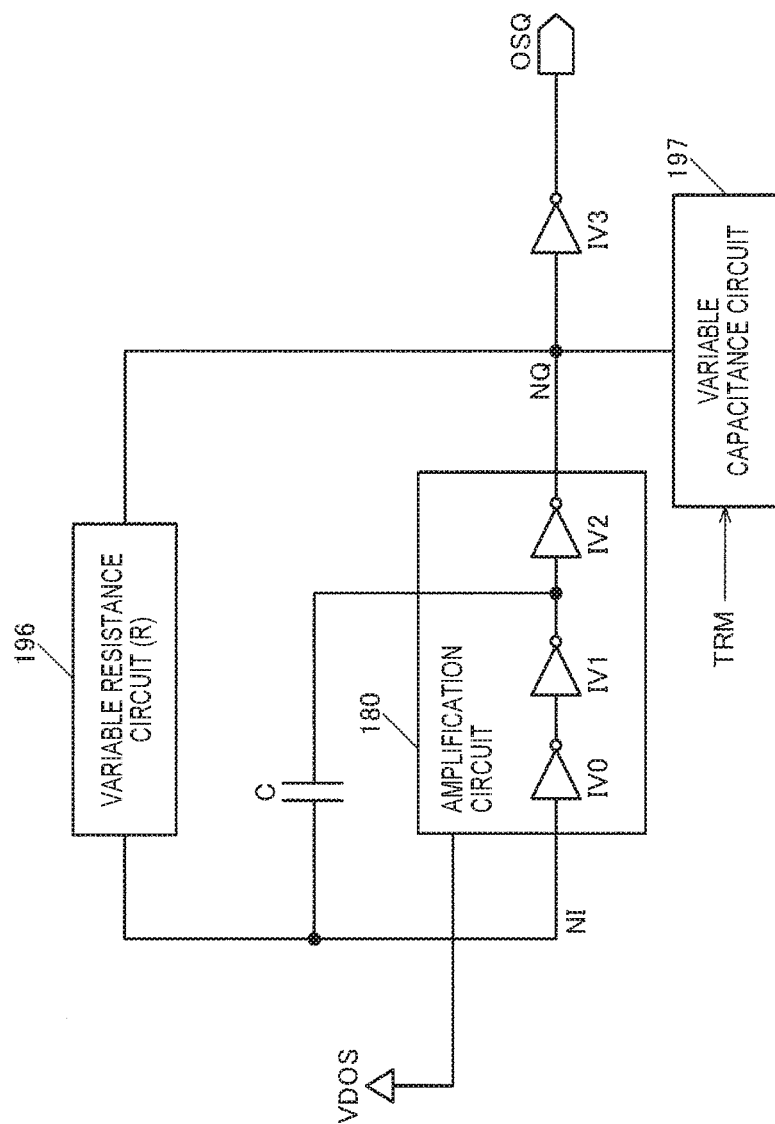 196
VARIABLE RESISTANCE
CIRCUIT (R)
C
180
AMPLIFICATION
CIRCUIT
IV0
IV1
IV2
NI
NQ
IV3
OSQ
VDOS
TRM
197
VARIABLE
CAPACITANCE CIRCUIT